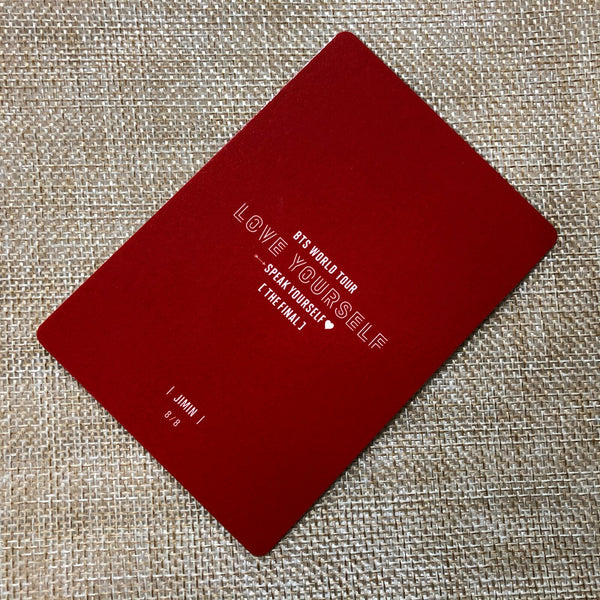 BTS WORLD TOUR
LOVE YOURSELF
SPEAK YOURSELF♥
[THE FINAL]
| JIMIN |
8/8